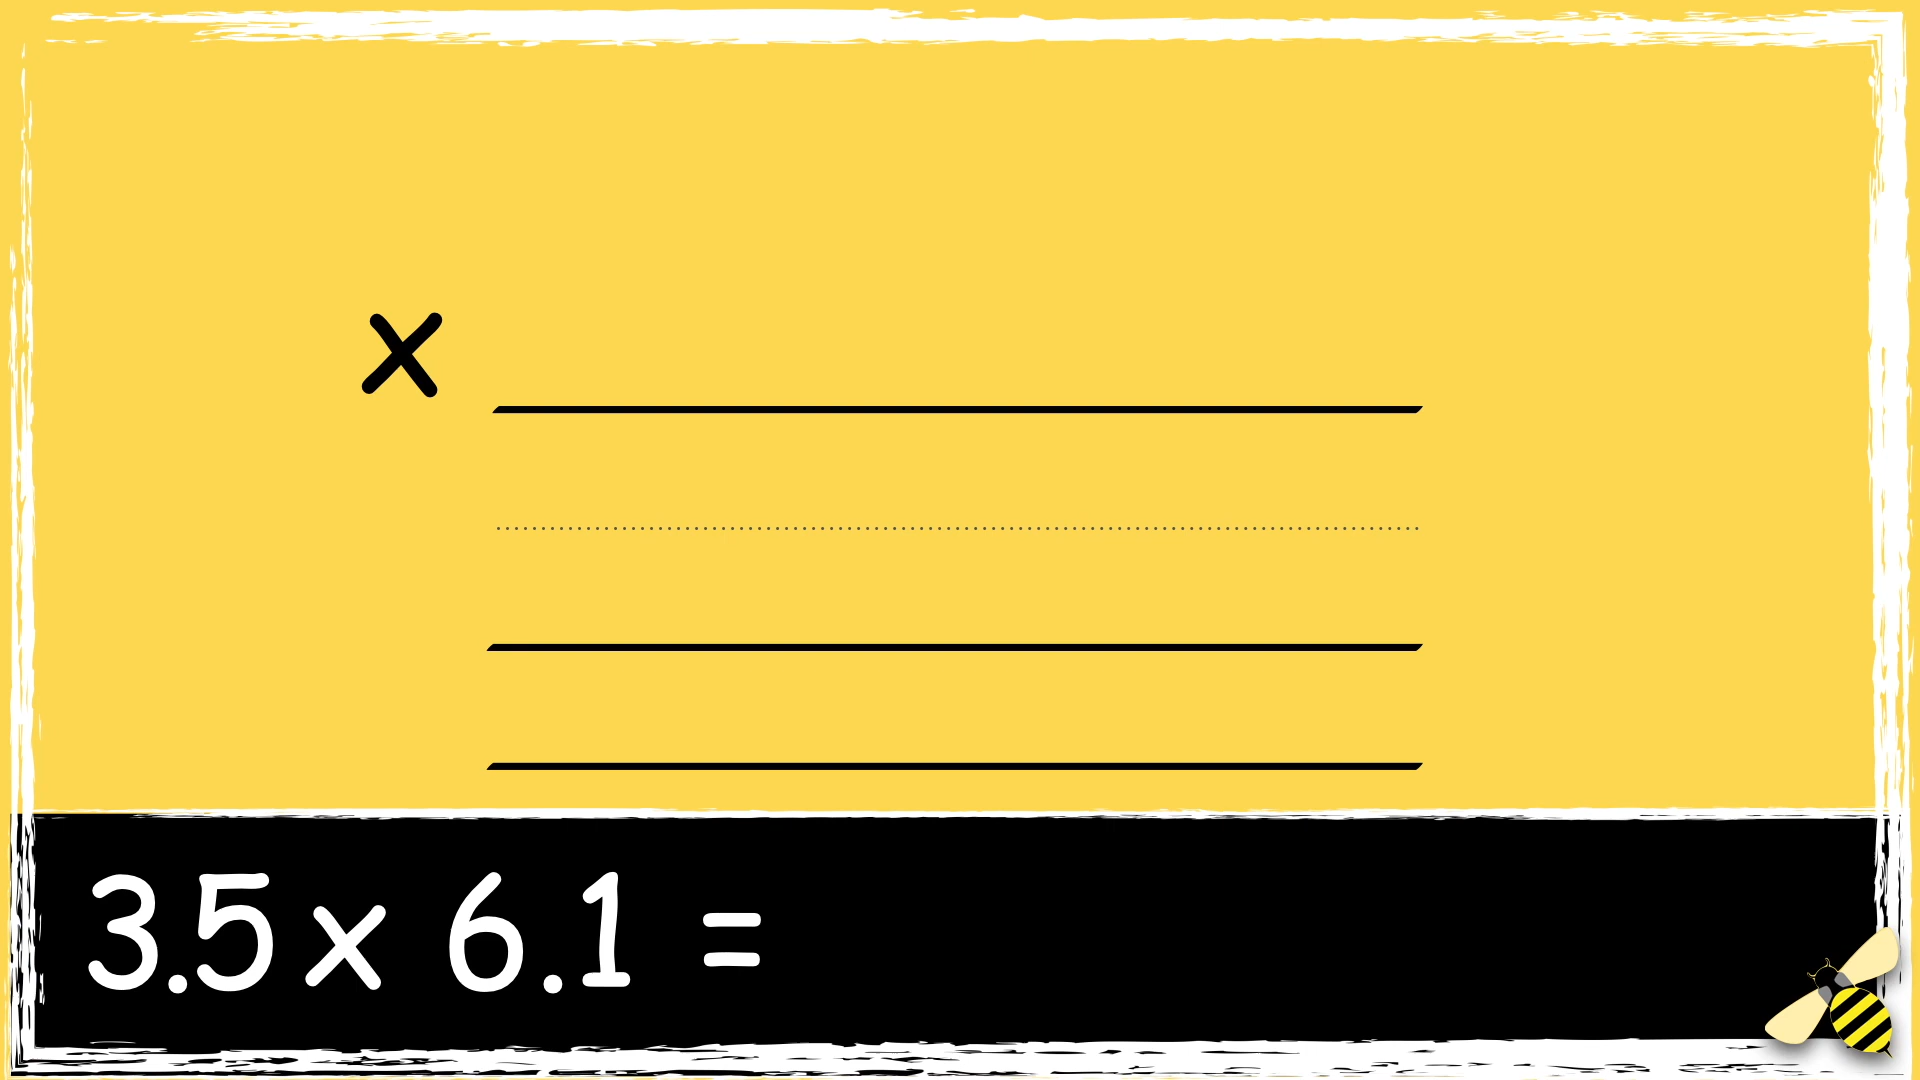 x
3.5 x 6.1 =